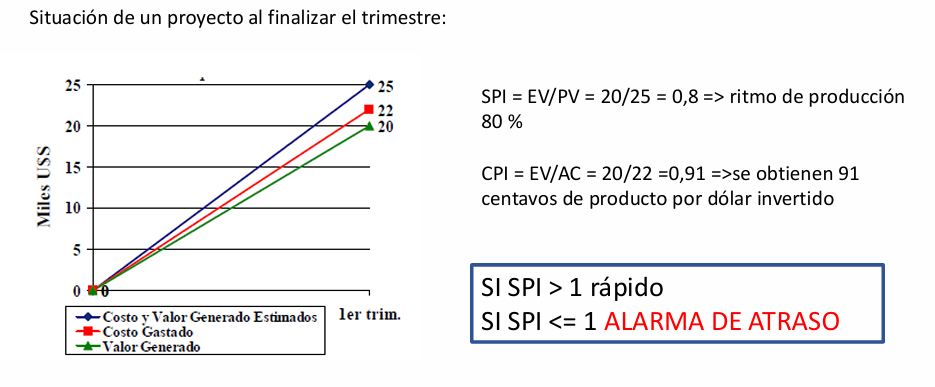 Situación de un proyecto al finalizar el trimestre:
25
20
15
10
5
0
Miles US$
25
22
20
0
1er trim.
Costo y Valor Generado Estimados
Costo Gastado
Valor Generado
SPI = EV/PV = 20/25 = 0,8 => ritmo de producción
80 %
CPI = EV/AC = 20/22 =0,91 =>se obtienen 91
centavos de producto por dólar invertido
SI SPI > 1 rápido
SI SPI <= 1 ALARMA DE ATRASO